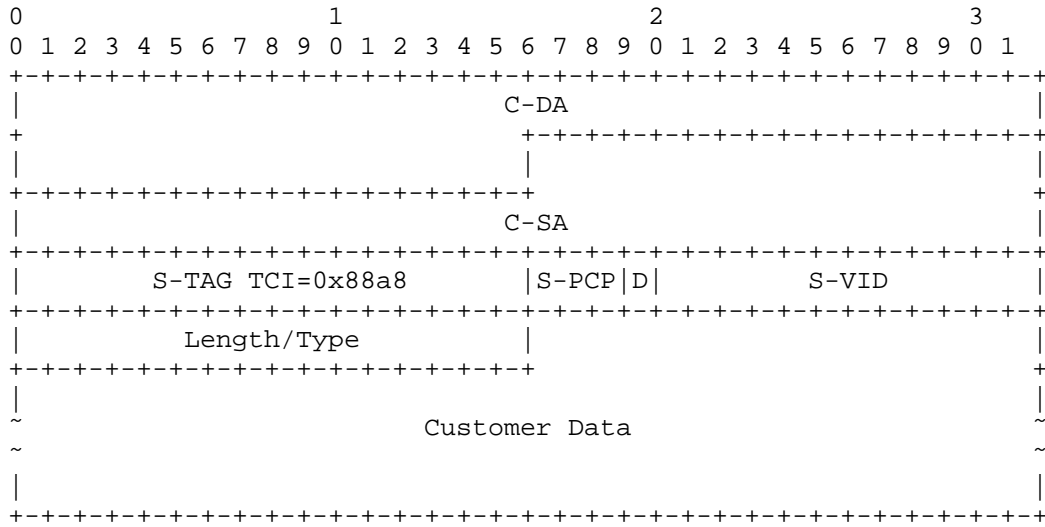 0                   1                   2                   3
0 1 2 3 4 5 6 7 8 9 0 1 2 3 4 5 6 7 8 9 0 1 2 3 4 5 6 7 8 9 0 1
+-+-+-+-+-+-+-+-+-+-+-+-+-+-+-+-+-+-+-+-+-+-+-+-+-+-+-+-+-+-+-+-+
|                              C-DA                             |
+                               +-+-+-+-+-+-+-+-+-+-+-+-+-+-+-+-+
|                               |                               |
+-+-+-+-+-+-+-+-+-+-+-+-+-+-+-+-+                               +
|                              C-SA                             |
+-+-+-+-+-+-+-+-+-+-+-+-+-+-+-+-+-+-+-+-+-+-+-+-+-+-+-+-+-+-+-+-+
|        S-TAG TCI=0x88a8       |S-PCP|D|         S-VID         |
+-+-+-+-+-+-+-+-+-+-+-+-+-+-+-+-+-+-+-+-+-+-+-+-+-+-+-+-+-+-+-+-+
|          Length/Type          |                               |
+-+-+-+-+-+-+-+-+-+-+-+-+-+-+-+-+                               +
|                                                               |
~                         Customer Data                         ~
~                                                               ~
|                                                               |
+-+-+-+-+-+-+-+-+-+-+-+-+-+-+-+-+-+-+-+-+-+-+-+-+-+-+-+-+-+-+-+-+